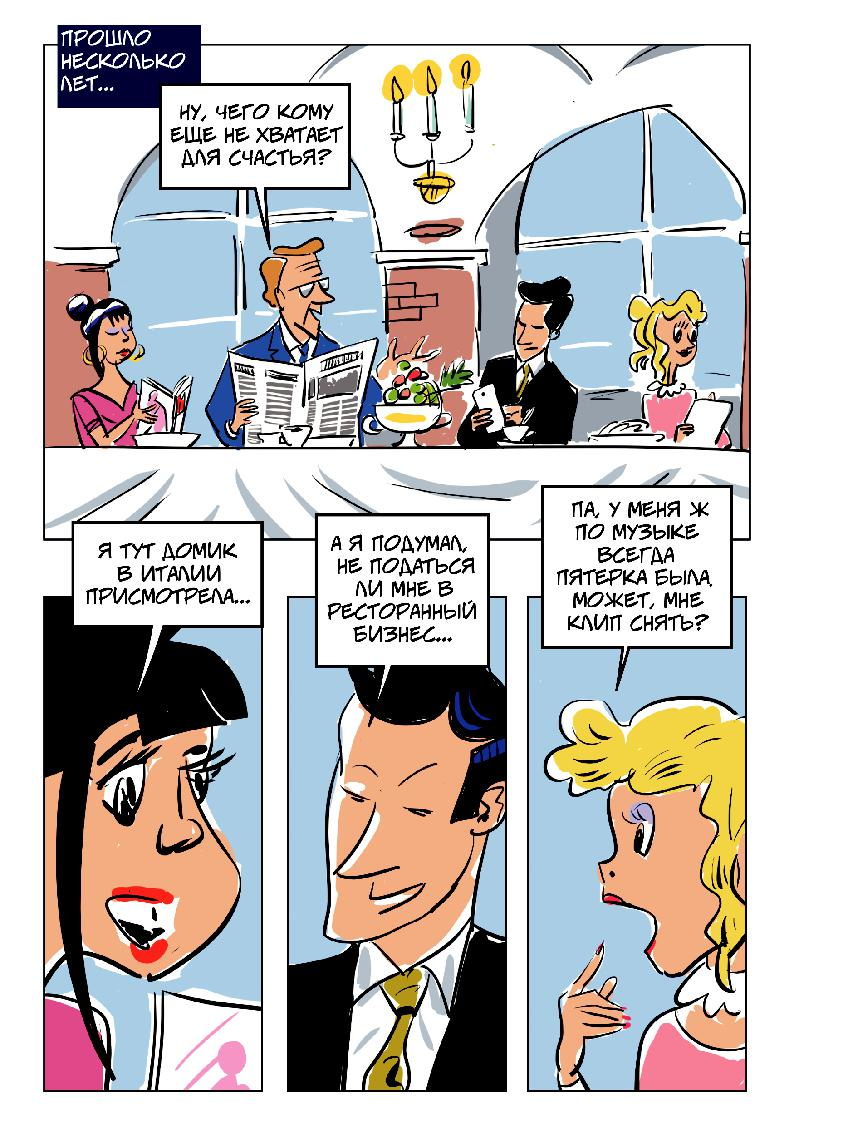 ПРОШЛО
НЕСКОЛЬКО
ЛЕТ...
НУ, ЧЕГО КОМУ
ЕЩЕ НЕ ХВАТАЕТ
ДЛЯ СЧАСТЬЯ?
Я ТУТ ДОМИК
В ИТАЛИИ
ПРИСМОТРЕЛА...
А Я ПОДУМАЛ,
НЕ ПОДАТЬСЯ
ЛИ МНЕ В
РЕСТОРАННЫЙ
БИЗНЕС...
ПА, У МЕНЯ Ж
ПО МУЗЫКЕ
ВСЕГДА
ПЯТЕРКА БЫЛА.
МОЖЕТ, МНЕ
КЛИП СНЯТЬ?